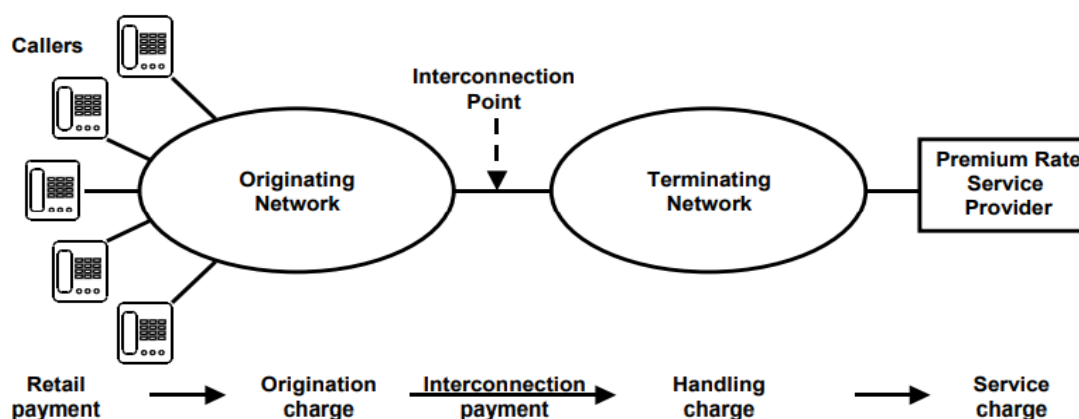 Callers
Interconnection
Point
Originating
Network
Terminating
Network
Premium Rate
Service
Provider
Retail
payment
Origination
charge
Interconnection
payment
Handling
charge
Service
charge